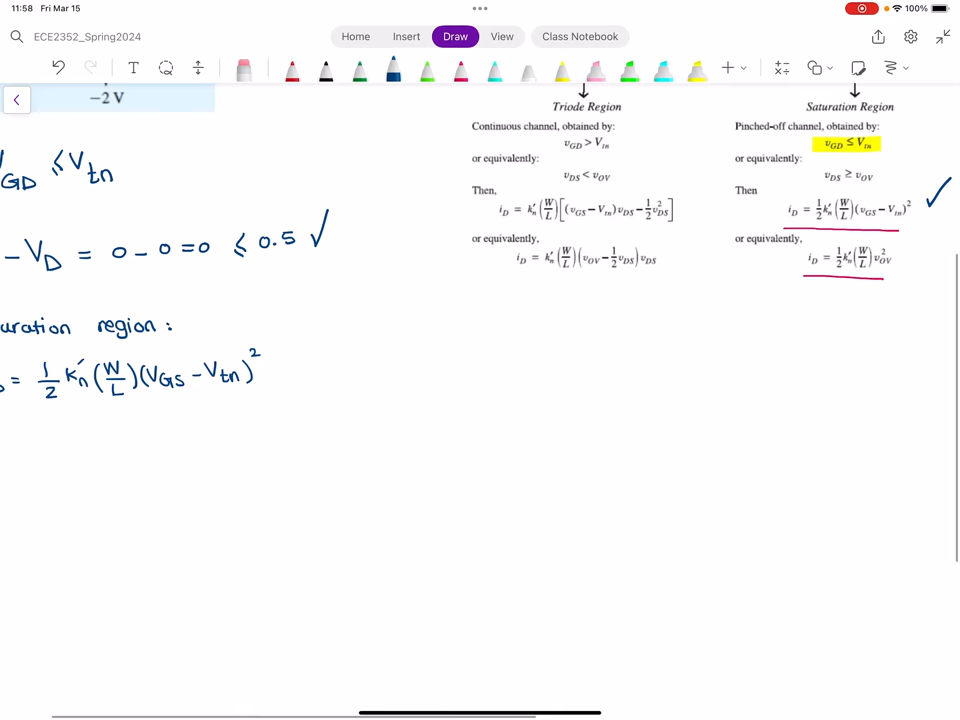 11:58 Fri Mar 15
100%
ECE2352_Spring2024
Home Insert Draw View Class Notebook
−2 V
GD ≤ Vtn
− VD = 0 − 0 = 0 ≤ 0.5 ✓
uration region:
= 1/2 k′n (W/L)(VGS − Vtn)²
Triode Region
Continuous channel, obtained by:
vGD > Vtn
or equivalently:
vDS < vOV
Then,
iD = k′n (W/L)[(vGS − Vtn)vDS − 1/2 v²DS]
or equivalently,
iD = k′n (W/L)(vOV − 1/2 vDS)vDS
Saturation Region
Pinched-off channel, obtained by:
vGD ≤ Vtn
or equivalently:
vDS ≥ vOV
Then
iD = 1/2 k′n (W/L)(vGS − Vtn)² ✓
or equivalently,
iD = 1/2 k′n (W/L) v²OV